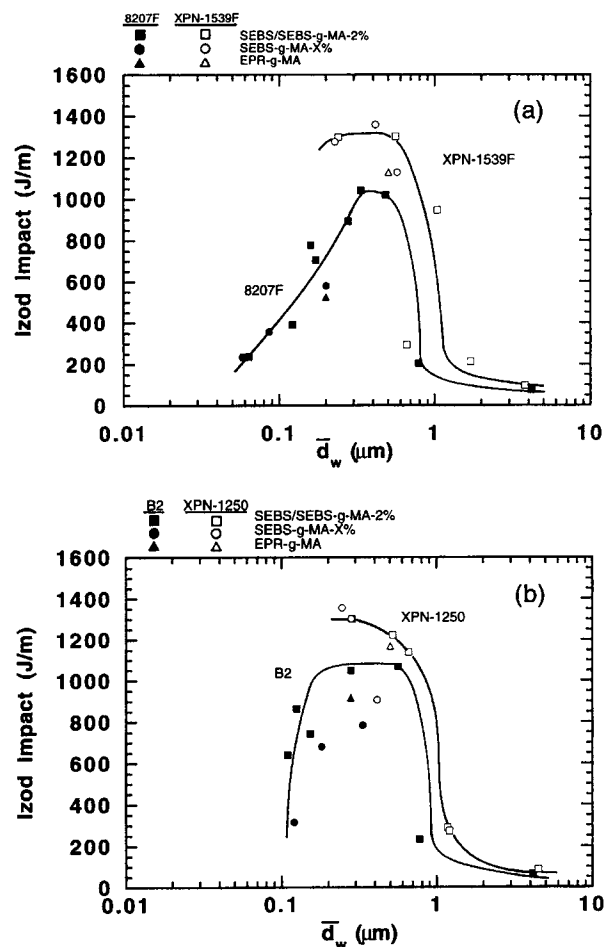 8207F XPN-1539F
SEBS/SEBS-g-MA-2%
SEBS-g-MA-X%
EPR-g-MA
1600
1400
1200
1000
800
600
400
200
0
Izod Impact (J/m)
(a)
XPN-1539F
8207F
0.01 0.1 1 10
d̅w (μm)
B2 XPN-1250
SEBS/SEBS-g-MA-2%
SEBS-g-MA-X%
EPR-g-MA
1600
1400
1200
1000
800
600
400
200
0
Izod Impact (J/m)
(b)
XPN-1250
B2
0.01 0.1 1 10
d̅w (μm)